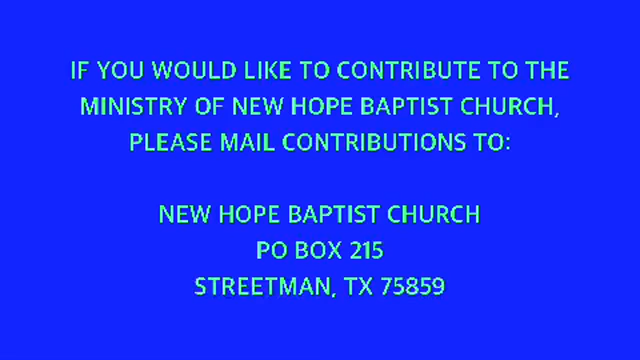 IF YOU WOULD LIKE TO CONTRIBUTE TO THE
MINISTRY OF NEW HOPE BAPTIST CHURCH,
PLEASE MAIL CONTRIBUTIONS TO:
NEW HOPE BAPTIST CHURCH
PO BOX 215
STREETMAN, TX 75859